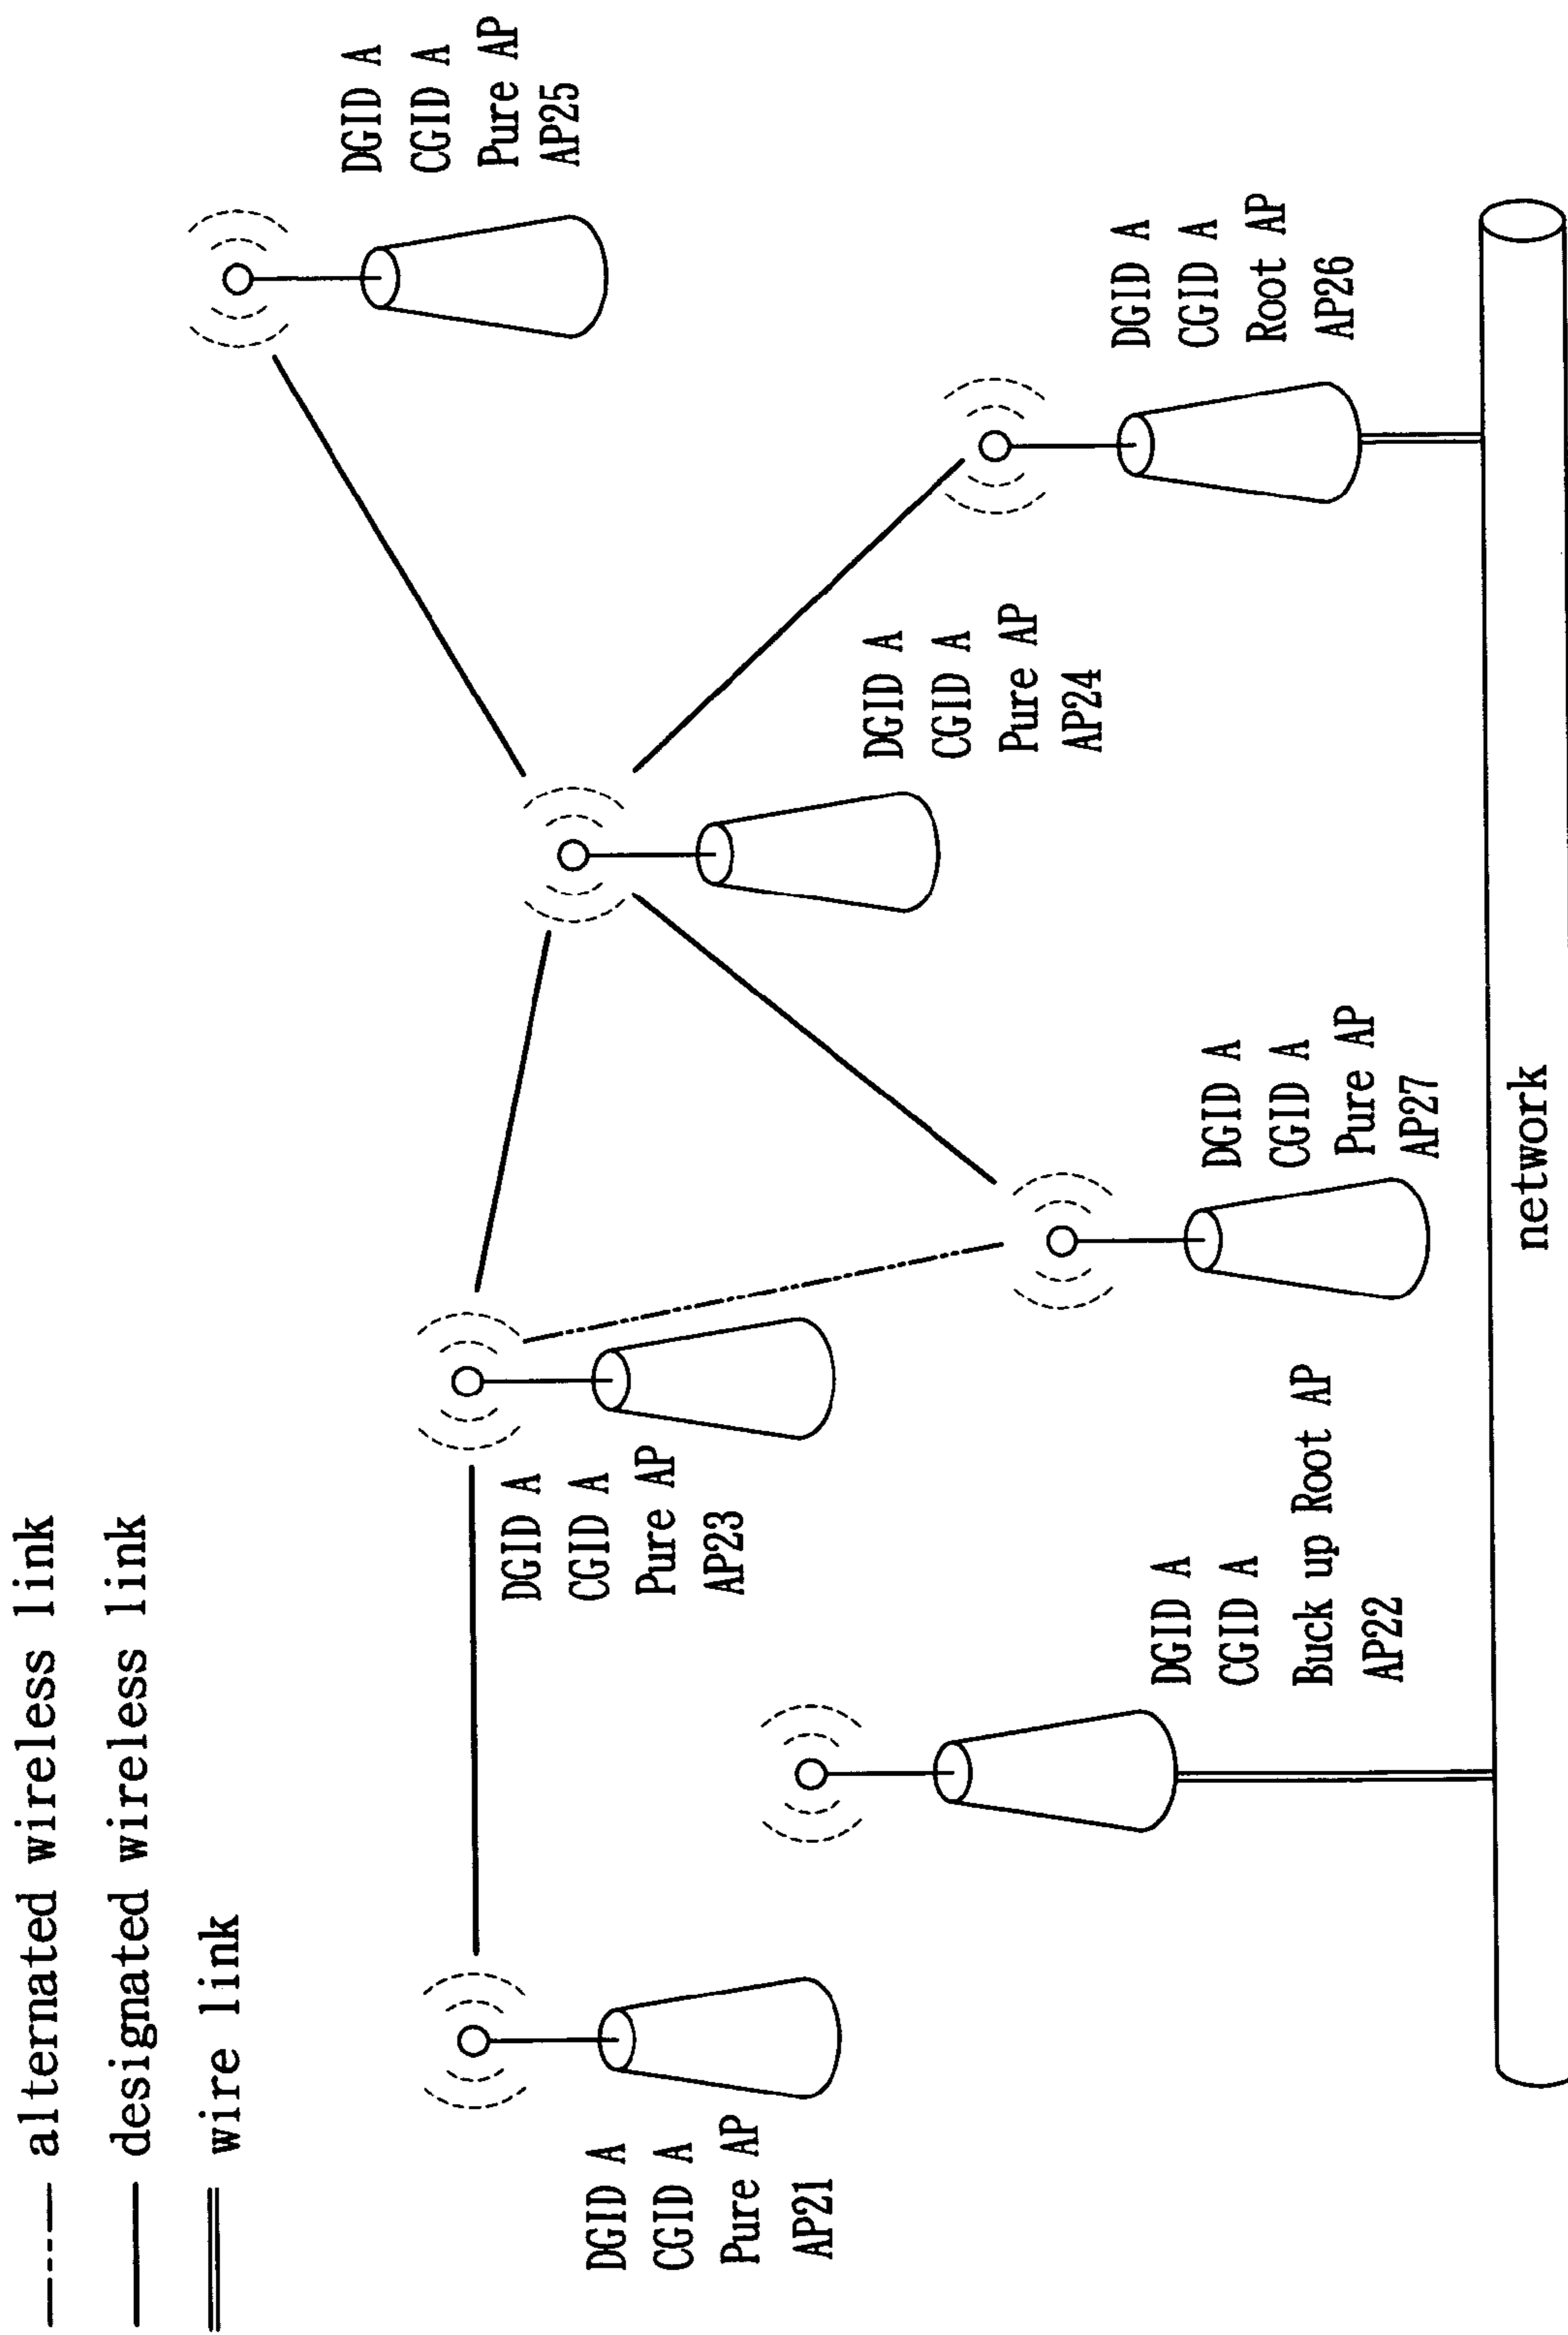 alternated wireless link
designated wireless link
wire link
DGID A
CGID A
Pure AP
AP21
DGID A
CGID A
Buck up Root AP
AP22
DGID A
CGID A
Pure AP
AP23
DGID A
CGID A
Pure AP
AP27
DGID A
CGID A
Pure AP
AP24
DGID A
CGID A
Pure AP
AP25
DGID A
CGID A
Root AP
AP26
network